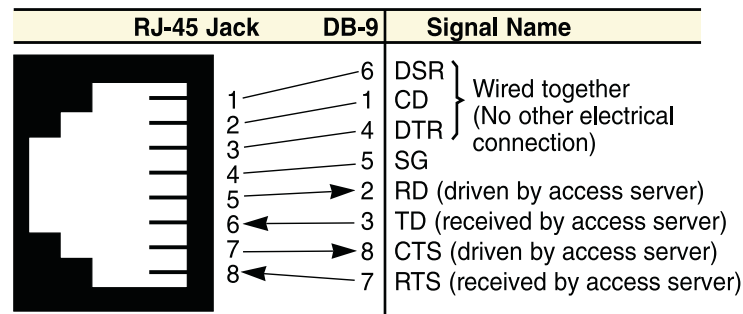 RJ-45 Jack DB-9 Signal Name
1 6 DSR
2 1 CD
3 4 DTR
Wired together
(No other electrical
connection)
4 5 SG
5 2 RD (driven by access server)
6 3 TD (received by access server)
7 8 CTS (driven by access server)
8 7 RTS (received by access server)